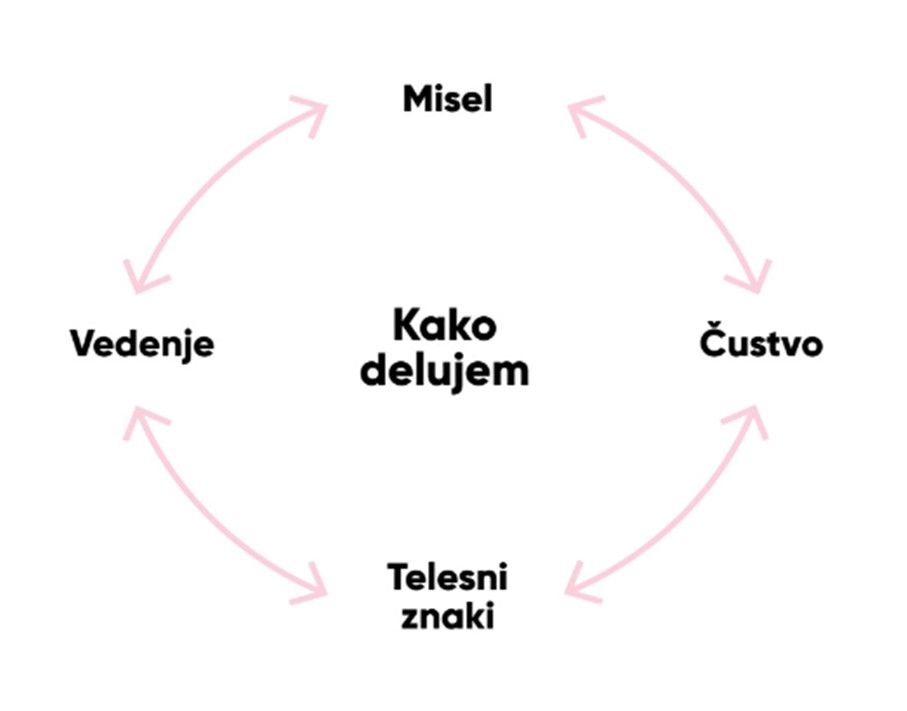 Misel
Vedenje
Kako
delujem
Čustvo
Telesni
znaki